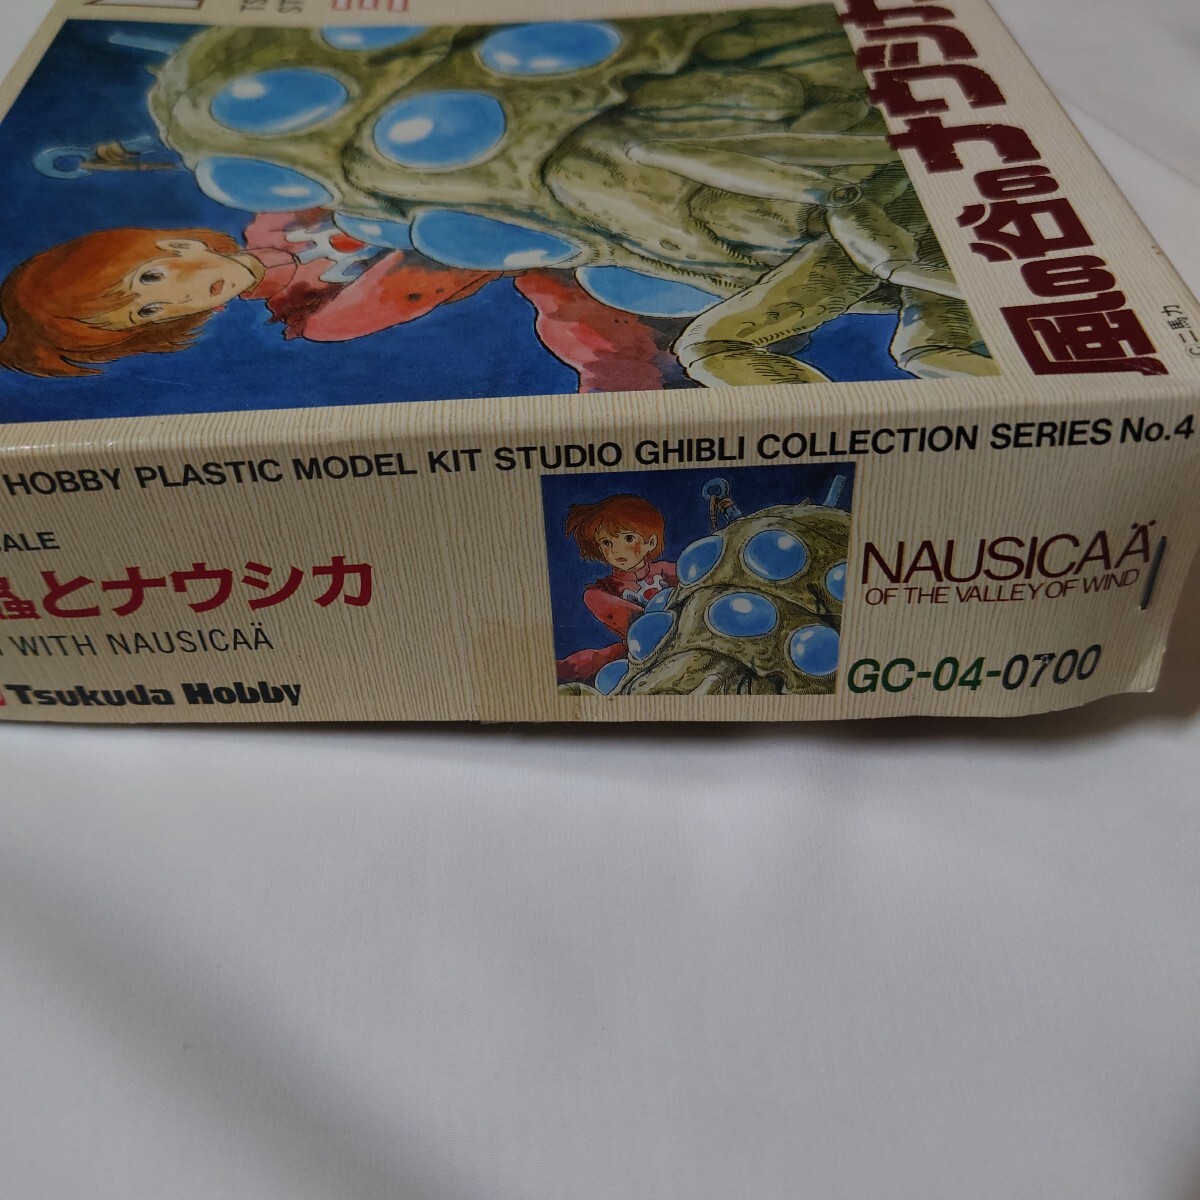 風の谷のナウシカ
©二馬力
HOBBY PLASTIC MODEL KIT STUDIO GHIBLI COLLECTION SERIES No.4
蟲とナウシカ
WITH NAUSICAÄ
Tsukuda Hobby
NAUSICAÄ
OF THE VALLEY OF WIND
GC-04-0700